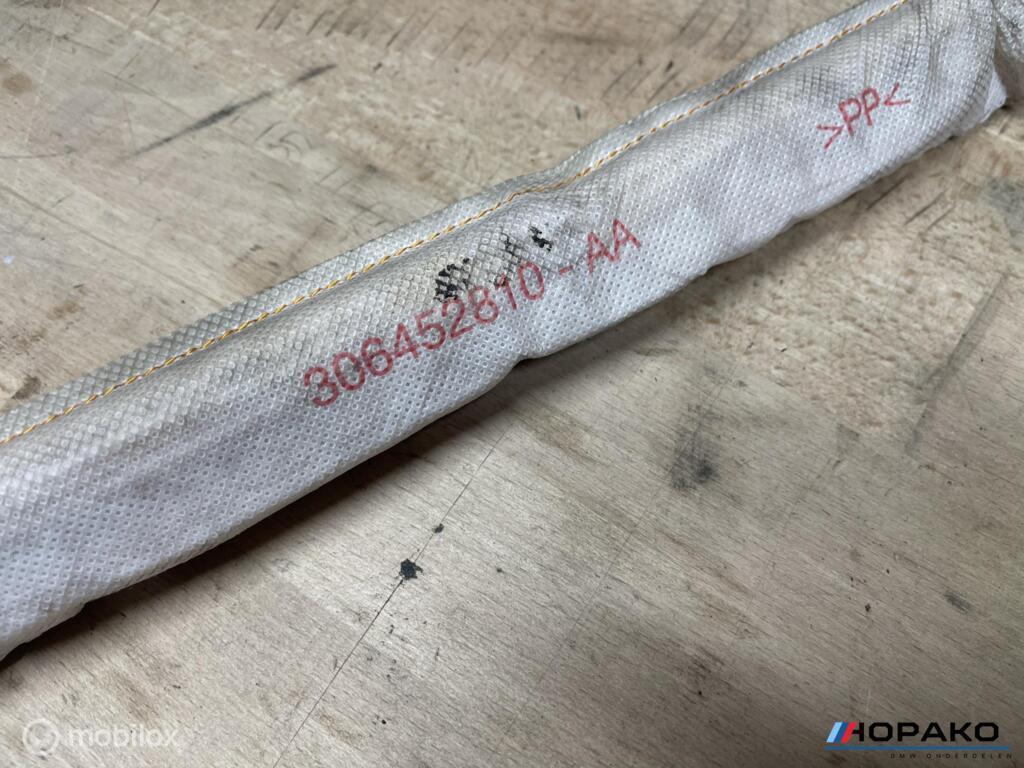 >PP<
306452810 - AA
mobilox
HOPAKO
BMW ONDERDELEN